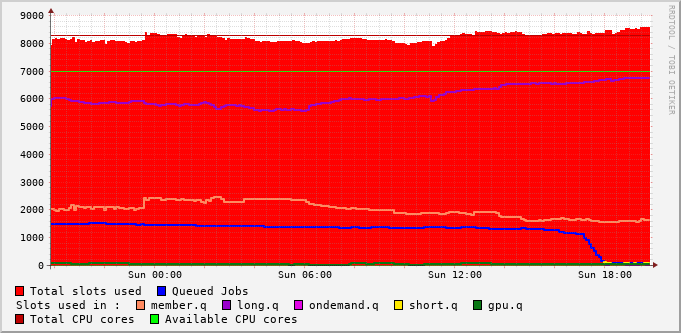 RRDTOOL / TOBI OETIKER
9000
8000
7000
6000
5000
4000
3000
2000
1000
0
Sun 00:00 Sun 06:00 Sun 12:00 Sun 18:00
Total slots used Queued Jobs
Slots used in : member.q long.q ondemand.q short.q gpu.q
Total CPU cores Available CPU cores